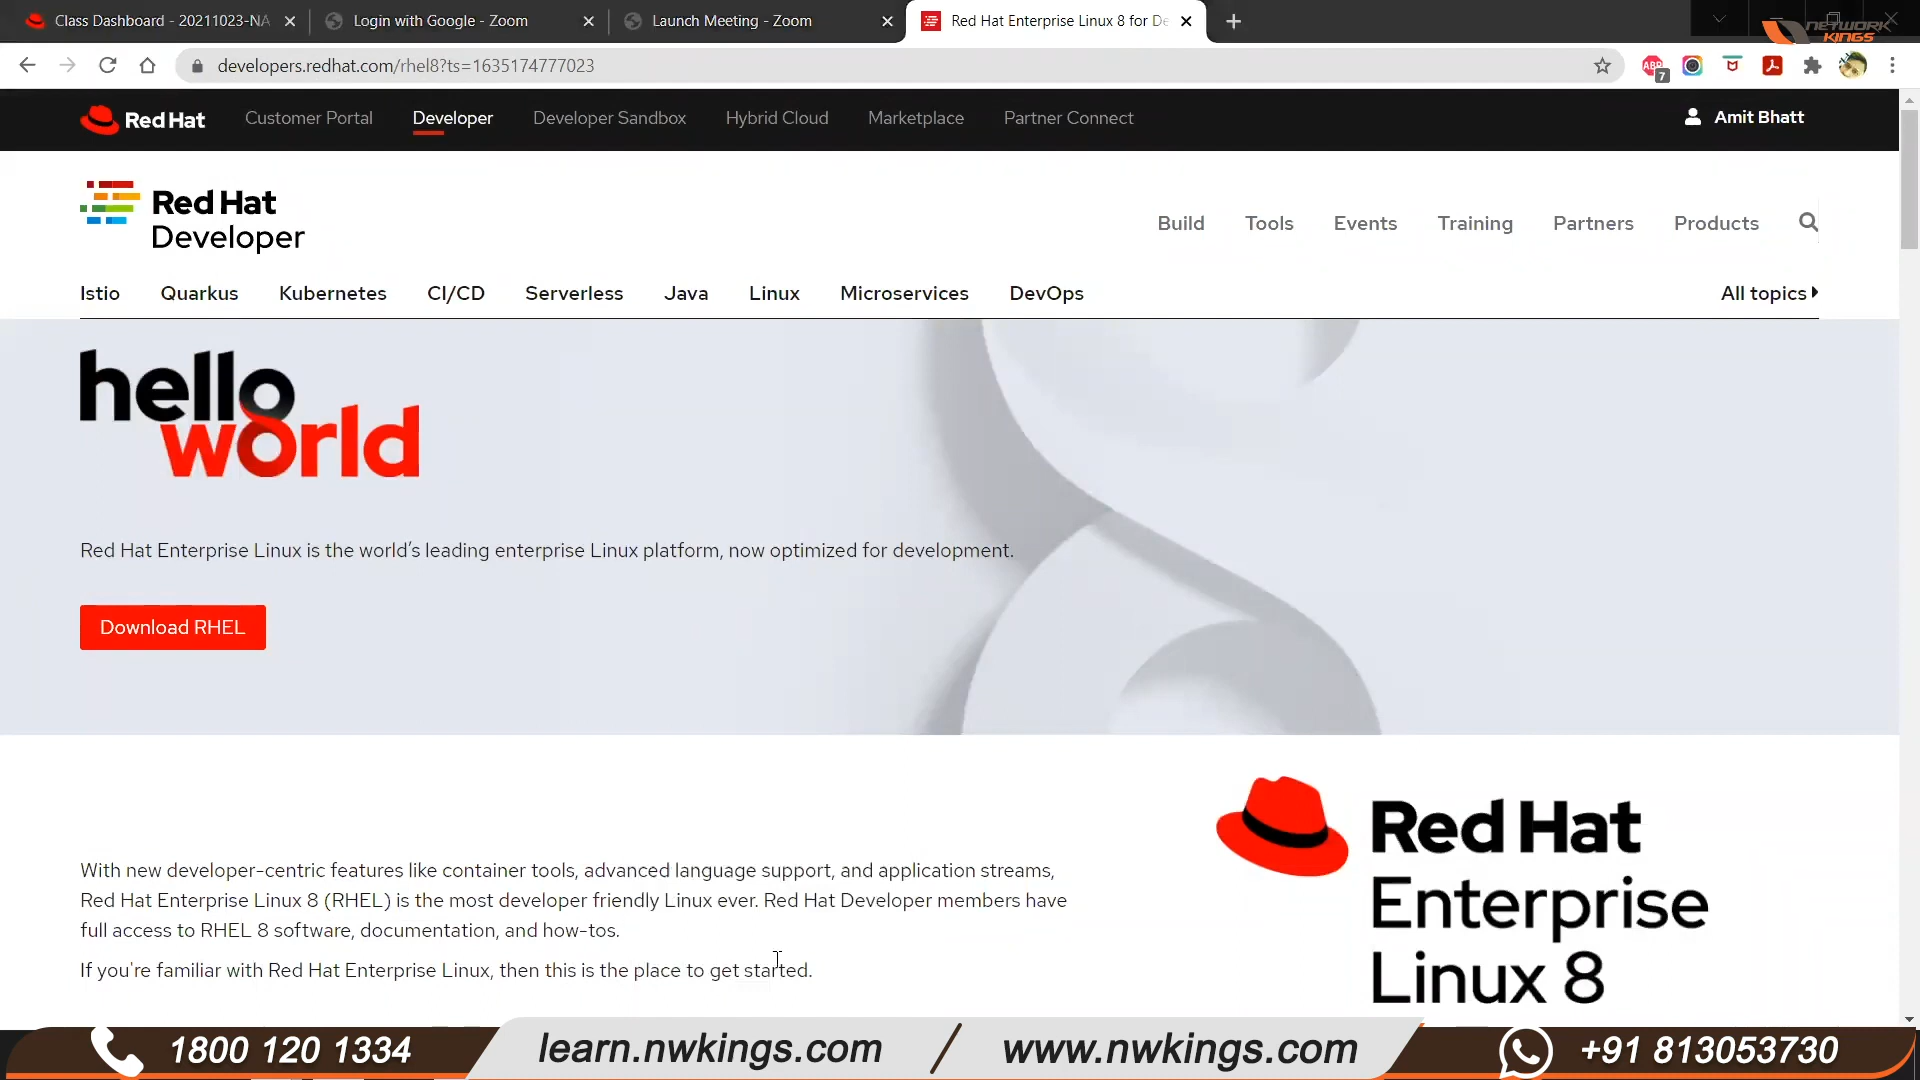 Class Dashboard - 20211023-NA
Login with Google - Zoom
Launch Meeting - Zoom
Red Hat Enterprise Linux 8 for De
NETWORK
KINGS
developers.redhat.com/rhel8?ts=1635174777023
ABP
7
Red Hat
Customer Portal
Developer
Developer Sandbox
Hybrid Cloud
Marketplace
Partner Connect
Amit Bhatt
Red Hat
Developer
Build
Tools
Events
Training
Partners
Products
Istio
Quarkus
Kubernetes
CI/CD
Serverless
Java
Linux
Microservices
DevOps
All topics
hello
world
Red Hat Enterprise Linux is the world’s leading enterprise Linux platform, now optimized for development.
Download RHEL
With new developer-centric features like container tools, advanced language support, and application streams,
Red Hat Enterprise Linux 8 (RHEL) is the most developer friendly Linux ever. Red Hat Developer members have
full access to RHEL 8 software, documentation, and how-tos.
If you're familiar with Red Hat Enterprise Linux, then this is the place to get started.
Red Hat
Enterprise
Linux 8
1800 120 1334
learn.nwkings.com / www.nwkings.com
+91 813053730